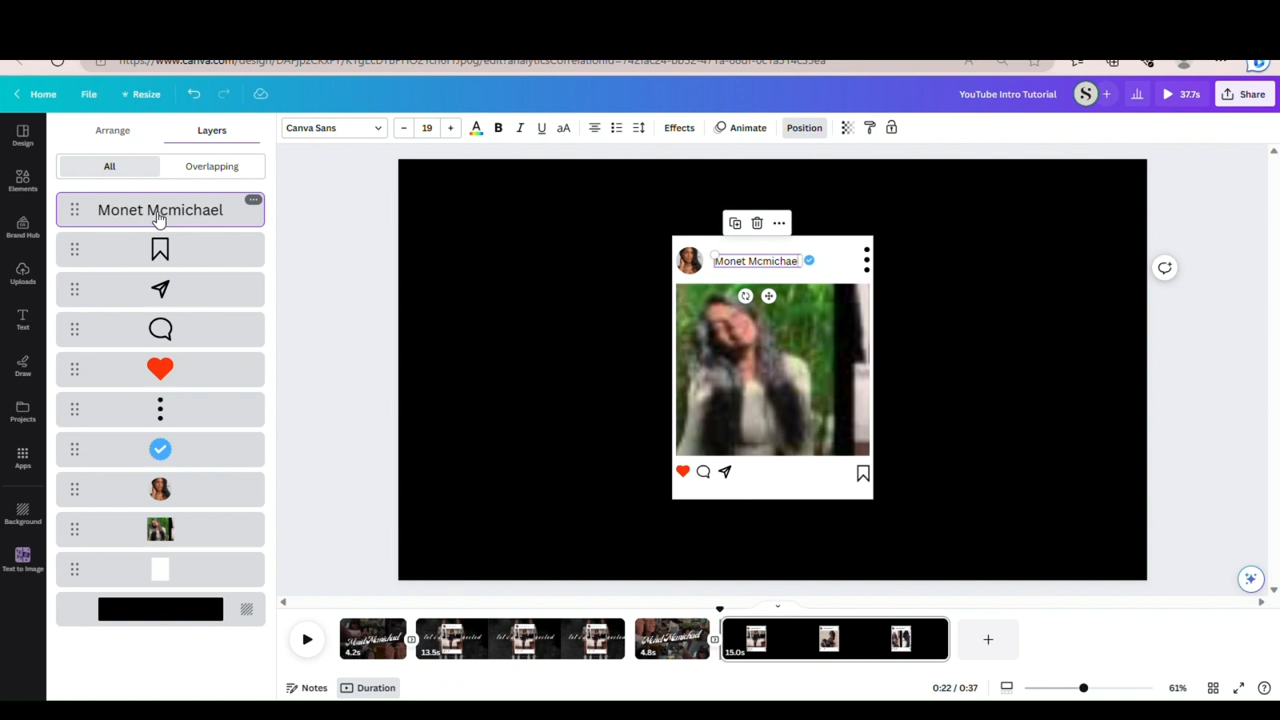 Home
File
Resize
YouTube Intro Tutorial
S
+
37.7s
Share
Design
Elements
Brand Hub
Uploads
Text
Draw
Projects
Apps
Background
Text to Image
Arrange
Layers
All
Overlapping
Monet Mcmichael
Canva Sans
– 19 +
A B I U aA
Effects
Animate
Position
Monet Mcmichael
4.2s
13.5s
4.8s
15.0s
Notes
Duration
0:22 / 0:37
61%